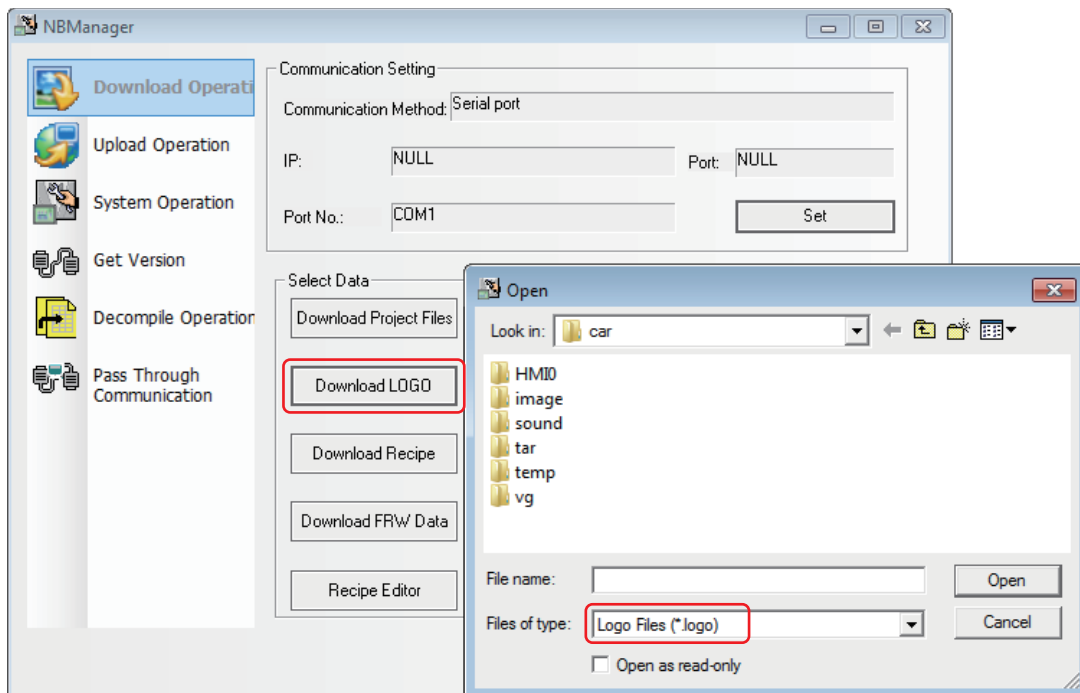 NBManager
Download Operati
Upload Operation
System Operation
Get Version
Decompile Operation
Pass Through
Communication
Communication Setting
Communication Method: Serial port
IP: NULL Port: NULL
Port No.: COM1 Set
Select Data
Download Project Files
Download LOGO
Download Recipe
Download FRW Data
Recipe Editor
Open
Look in: car
HMI0
image
sound
tar
temp
vg
File name: Open
Files of type: Logo Files (*.logo) Cancel
Open as read-only